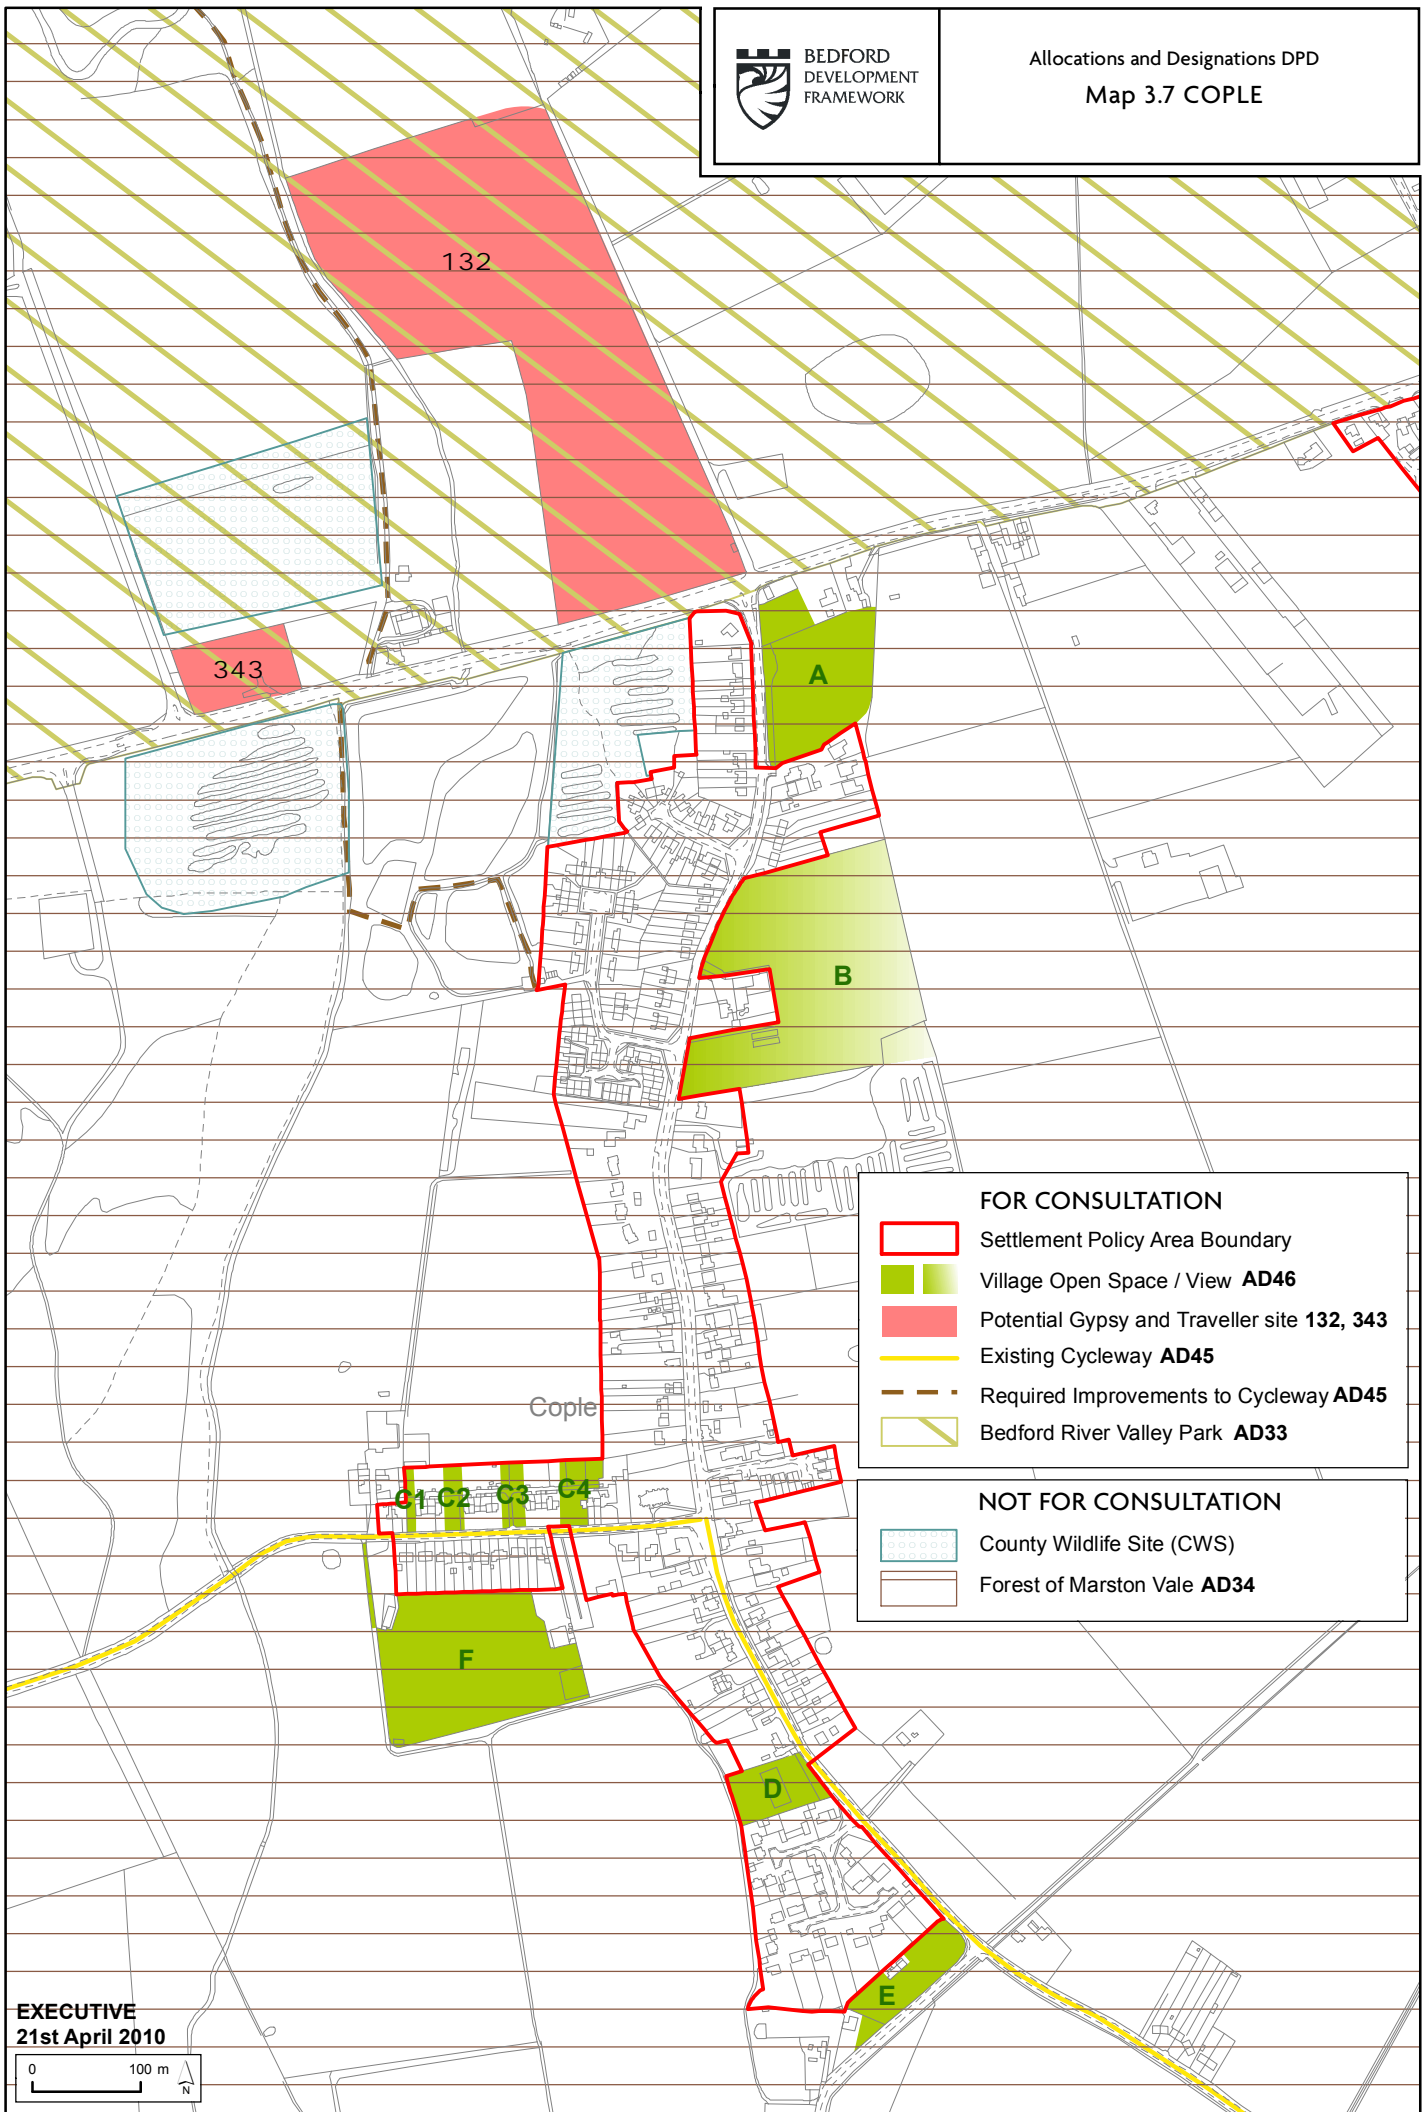 BEDFORD
DEVELOPMENT
FRAMEWORK
Allocations and Designations DPD
Map 3.7 COPLE
132
343
A
B
FOR CONSULTATION
Settlement Policy Area Boundary
Village Open Space / View AD46
Potential Gypsy and Traveller site 132, 343
Existing Cycleway AD45
Required Improvements to Cycleway AD45
Bedford River Valley Park AD33
NOT FOR CONSULTATION
County Wildlife Site (CWS)
Forest of Marston Vale AD34
Cople
C1 C2 C3 C4
F
D
E
EXECUTIVE
21st April 2010
0 100 m
N